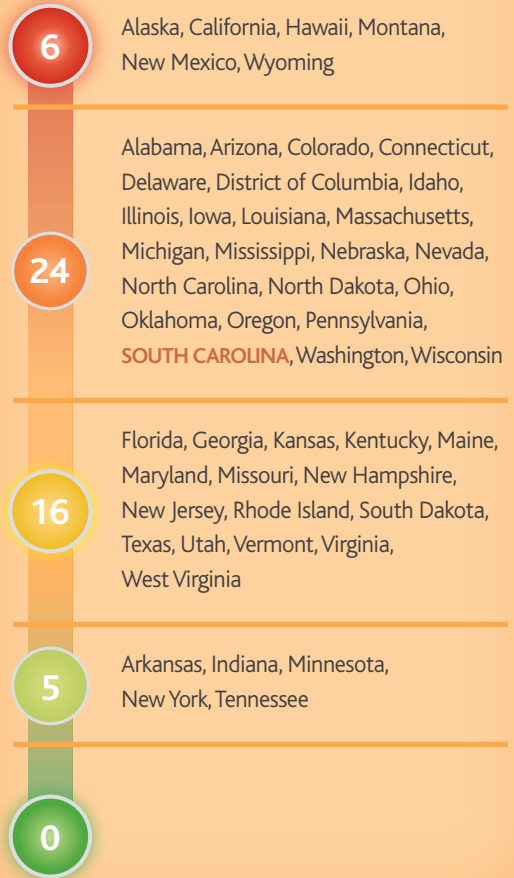 6
Alaska, California, Hawaii, Montana,
New Mexico, Wyoming
24
Alabama, Arizona, Colorado, Connecticut,
Delaware, District of Columbia, Idaho,
Illinois, Iowa, Louisiana, Massachusetts,
Michigan, Mississippi, Nebraska, Nevada,
North Carolina, North Dakota, Ohio,
Oklahoma, Oregon, Pennsylvania,
SOUTH CAROLINA, Washington, Wisconsin
16
Florida, Georgia, Kansas, Kentucky, Maine,
Maryland, Missouri, New Hampshire,
New Jersey, Rhode Island, South Dakota,
Texas, Utah, Vermont, Virginia,
West Virginia
5
Arkansas, Indiana, Minnesota,
New York, Tennessee
0